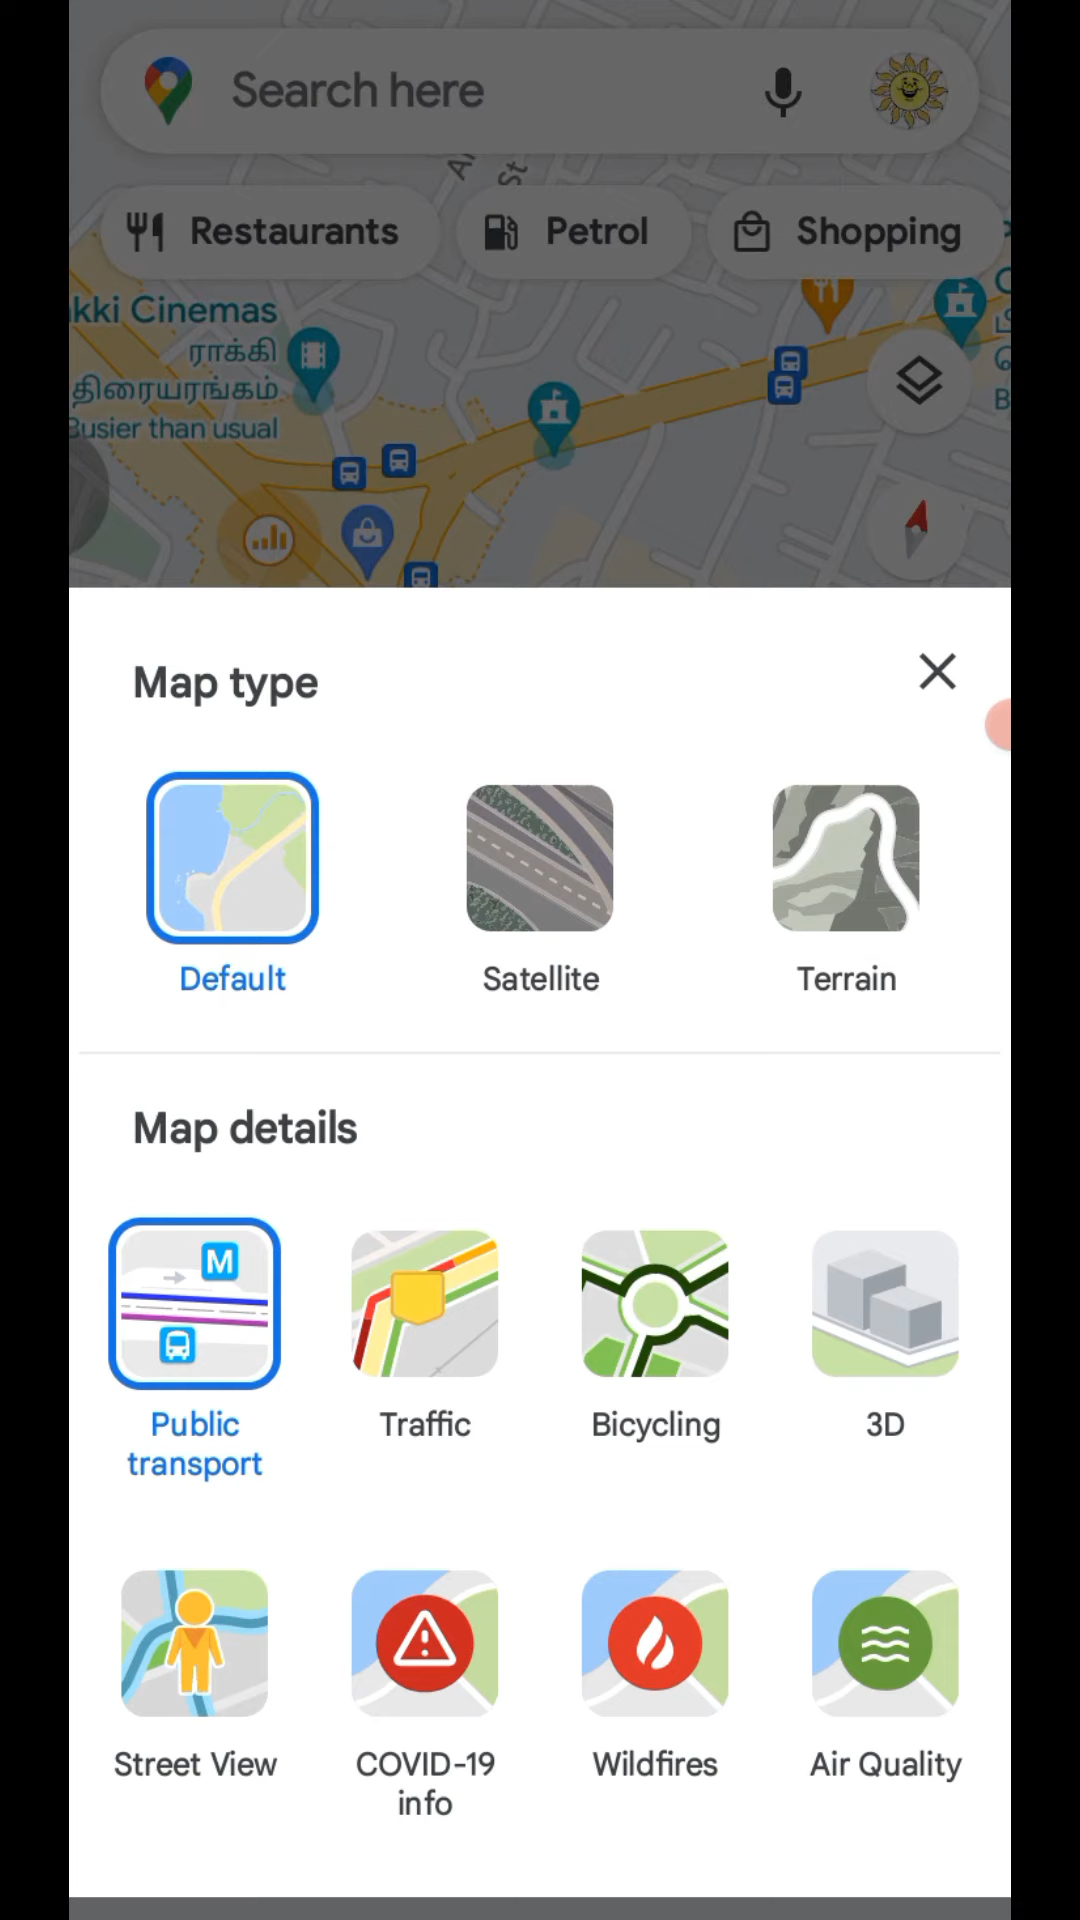 Search here
St
Restaurants
Petrol
Shopping
kki Cinemas
ராக்கி
திரையரங்கம்
Busier than usual
Map type
Default
Satellite
Terrain
Map details
M
Public
transport
Traffic
Bicycling
3D
Street View
COVID-19
info
Wildfires
Air Quality